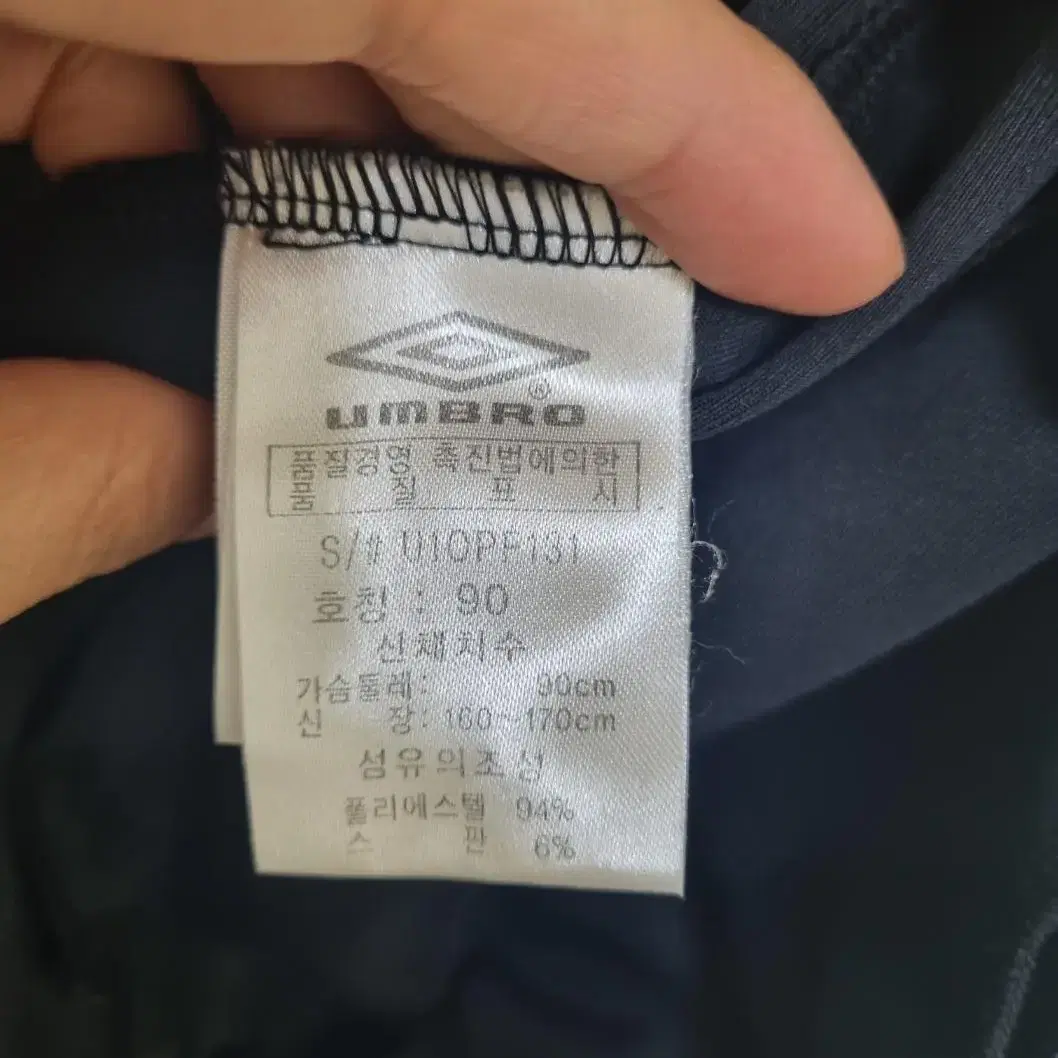 UMBRO
품질경영 촉진법에의한
품 질 표 시
S/# U1OPF131
호칭 : 90
신체치수
가슴둘레: 90cm
신 장: 160~170cm
섬유의조성
폴리에스텔 94%
스 판 6%